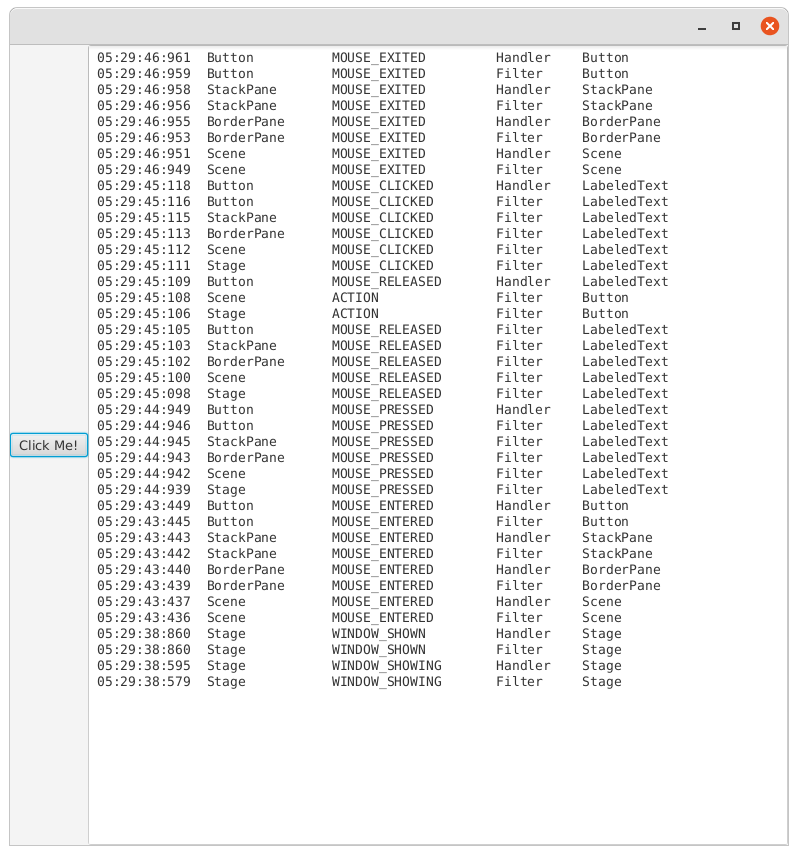 05:29:46:961 Button MOUSE_EXITED Handler Button
05:29:46:959 Button MOUSE_EXITED Filter Button
05:29:46:958 StackPane MOUSE_EXITED Handler StackPane
05:29:46:956 StackPane MOUSE_EXITED Filter StackPane
05:29:46:955 BorderPane MOUSE_EXITED Handler BorderPane
05:29:46:953 BorderPane MOUSE_EXITED Filter BorderPane
05:29:46:951 Scene MOUSE_EXITED Handler Scene
05:29:46:949 Scene MOUSE_EXITED Filter Scene
05:29:45:118 Button MOUSE_CLICKED Handler LabeledText
05:29:45:116 Button MOUSE_CLICKED Filter LabeledText
05:29:45:115 StackPane MOUSE_CLICKED Filter LabeledText
05:29:45:113 BorderPane MOUSE_CLICKED Filter LabeledText
05:29:45:112 Scene MOUSE_CLICKED Filter LabeledText
05:29:45:111 Stage MOUSE_CLICKED Filter LabeledText
05:29:45:109 Button MOUSE_RELEASED Handler LabeledText
05:29:45:108 Scene ACTION Filter Button
05:29:45:106 Stage ACTION Filter Button
05:29:45:105 Button MOUSE_RELEASED Filter LabeledText
05:29:45:103 StackPane MOUSE_RELEASED Filter LabeledText
05:29:45:102 BorderPane MOUSE_RELEASED Filter LabeledText
05:29:45:100 Scene MOUSE_RELEASED Filter LabeledText
05:29:45:098 Stage MOUSE_RELEASED Filter LabeledText
05:29:44:949 Button MOUSE_PRESSED Handler LabeledText
05:29:44:946 Button MOUSE_PRESSED Filter LabeledText
05:29:44:945 StackPane MOUSE_PRESSED Filter LabeledText
05:29:44:943 BorderPane MOUSE_PRESSED Filter LabeledText
05:29:44:942 Scene MOUSE_PRESSED Filter LabeledText
05:29:44:939 Stage MOUSE_PRESSED Filter LabeledText
05:29:43:449 Button MOUSE_ENTERED Handler Button
05:29:43:445 Button MOUSE_ENTERED Filter Button
05:29:43:443 StackPane MOUSE_ENTERED Handler StackPane
05:29:43:442 StackPane MOUSE_ENTERED Filter StackPane
05:29:43:440 BorderPane MOUSE_ENTERED Handler BorderPane
05:29:43:439 BorderPane MOUSE_ENTERED Filter BorderPane
05:29:43:437 Scene MOUSE_ENTERED Handler Scene
05:29:43:436 Scene MOUSE_ENTERED Filter Scene
05:29:38:860 Stage WINDOW_SHOWN Handler Stage
05:29:38:860 Stage WINDOW_SHOWN Filter Stage
05:29:38:595 Stage WINDOW_SHOWING Handler Stage
05:29:38:579 Stage WINDOW_SHOWING Filter Stage
Click Me!